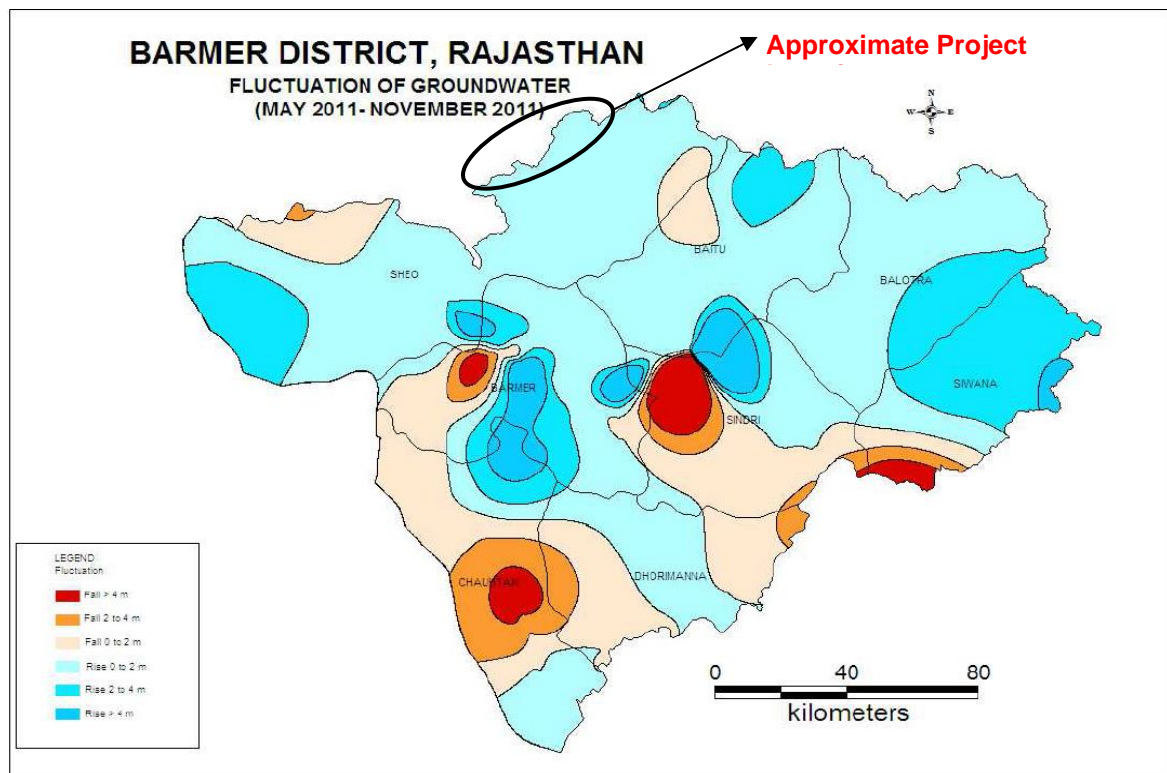 BARMER DISTRICT, RAJASTHAN
FLUCTUATION OF GROUNDWATER
(MAY 2011- NOVEMBER 2011)
Approximate Project
N
W E
S
BAITU
SHEO
BALOTRA
SIWANA
BARMER
SINDRI
CHAUHTAN
DHORIMANNA
LEGEND
Fluctuation
Fall > 4 m
Fall 2 to 4 m
Fall 0 to 2 m
Rise 0 to 2 m
Rise 2 to 4 m
Rise > 4 m
0 40 80
kilometers